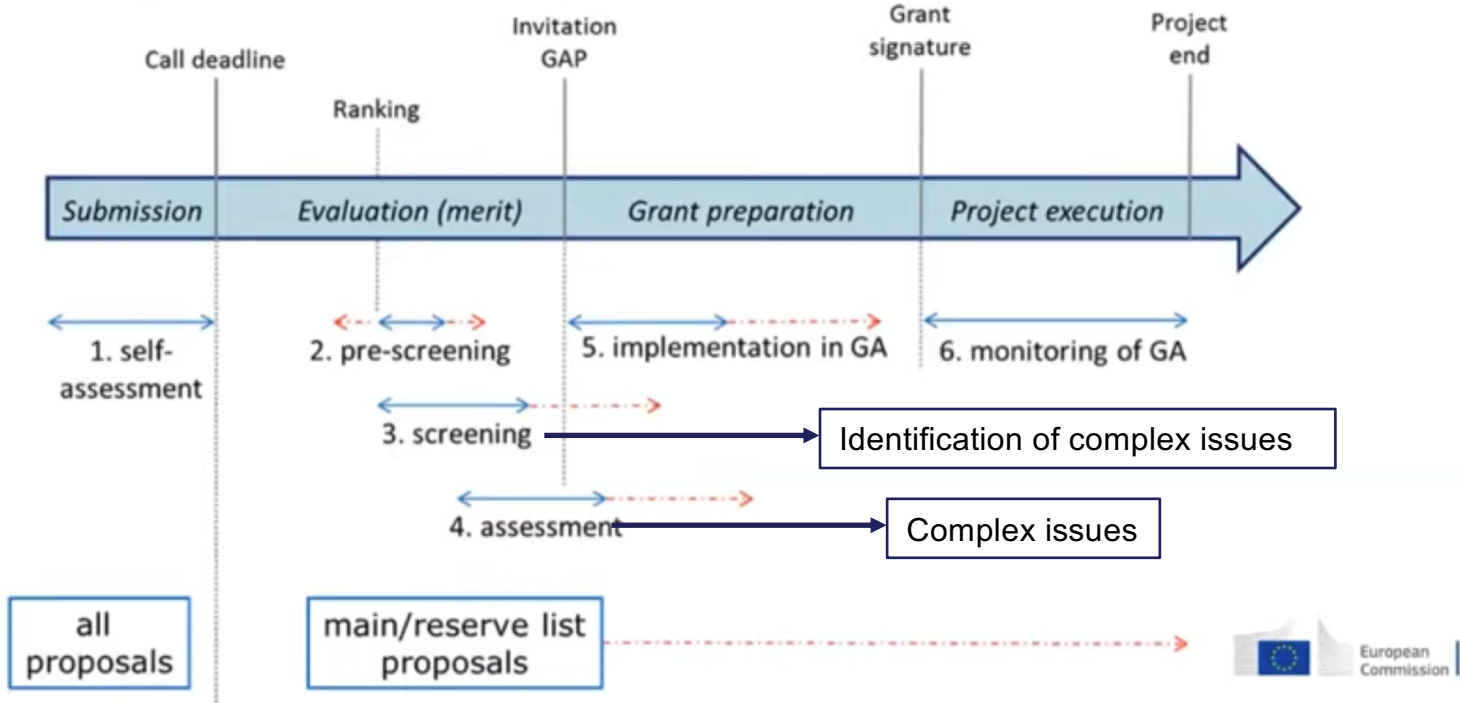 Call deadline
Ranking
Invitation
GAP
Grant
signature
Project
end
Submission
Evaluation (merit)
Grant preparation
Project execution
1. self-
assessment
2. pre-screening
5. implementation in GA
6. monitoring of GA
3. screening
Identification of complex issues
4. assessment
Complex issues
all
proposals
main/reserve list
proposals
European
Commission